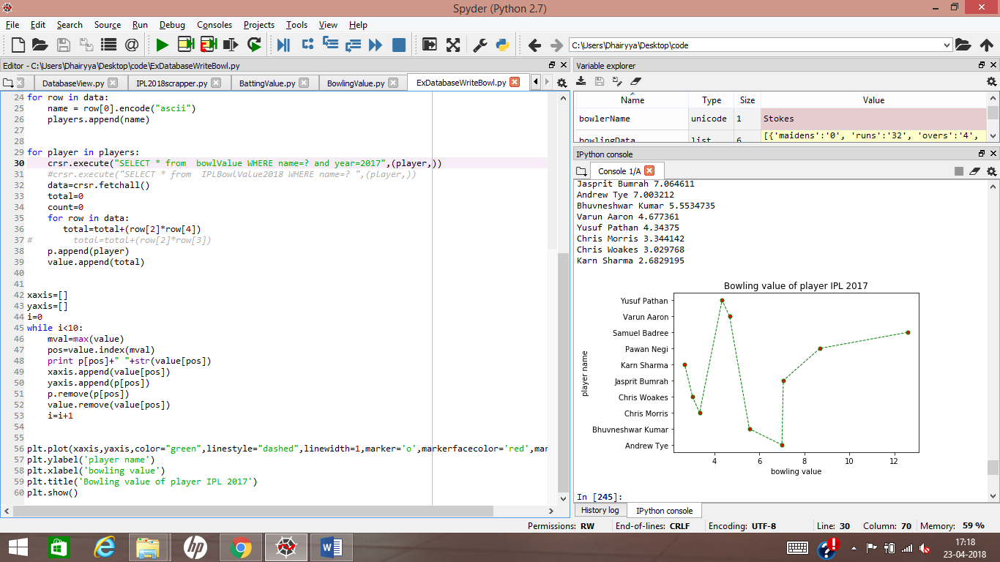 Spyder (Python 2.7)
File Edit Search Source Run Debug Consoles Projects Tools View Help
C:\Users\Dhairyya\Desktop\code
Editor - C:\Users\Dhairyya\Desktop\code\ExDatabaseWriteBowl.py
DatabaseView.py IPL2018scrapper.py BattingValue.py BowlingValue.py ExDatabaseWriteBowl.py
24 for row in data:
25 name = row[0].encode("ascii")
26 players.append(name)
27
28
29 for player in players:
30 crsr.execute("SELECT * from  bowlValue WHERE name=? and year=2017",(player,))
31 #crsr.execute("SELECT * from  IPLBowlValue2018 WHERE name=? ",(player,))
32 data=crsr.fetchall()
33 total=0
34 count=0
35 for row in data:
36 total=total+(row[2]*row[4])
37 # total=total+(row[2]*row[3])
38 p.append(player)
39 value.append(total)
40
41
42 xaxis=[]
43 yaxis=[]
44 i=0
45 while i<10:
46 mval=max(value)
47 pos=value.index(mval)
48 print p[pos]+" "+str(value[pos])
49 xaxis.append(value[pos])
50 yaxis.append(p[pos])
51 p.remove(p[pos])
52 value.remove(value[pos])
53 i=i+1
54
55
56 plt.plot(xaxis,yaxis,color="green",linestyle="dashed",linewidth=1,marker='o',markerfacecolor='red',mar
57 plt.ylabel('player name')
58 plt.xlabel('bowling value')
59 plt.title('Bowling value of player IPL 2017')
60 plt.show()
Variable explorer
Name Type Size Value
bowlerName unicode 1 Stokes
bowlingData list 6 [{'maidens':'0', 'runs':'32', 'overs':'4',
IPython console
Console 1/A
Jasprit Bumrah 7.064611
Andrew Tye 7.003212
Bhuvneshwar Kumar 5.5534735
Varun Aaron 4.677361
Yusuf Pathan 4.34375
Chris Morris 3.344142
Chris Woakes 3.029768
Karn Sharma 2.6829195
Bowling value of player IPL 2017
player name
Yusuf Pathan
Varun Aaron
Samuel Badree
Pawan Negi
Karn Sharma
Jasprit Bumrah
Chris Woakes
Chris Morris
Bhuvneshwar Kumar
Andrew Tye
4 6 8 10 12
bowling value
In [245]:
History log IPython console
Permissions: RW End-of-lines: CRLF Encoding: UTF-8 Line: 30 Column: 70 Memory: 59 %
hp
17:18
23-04-2018